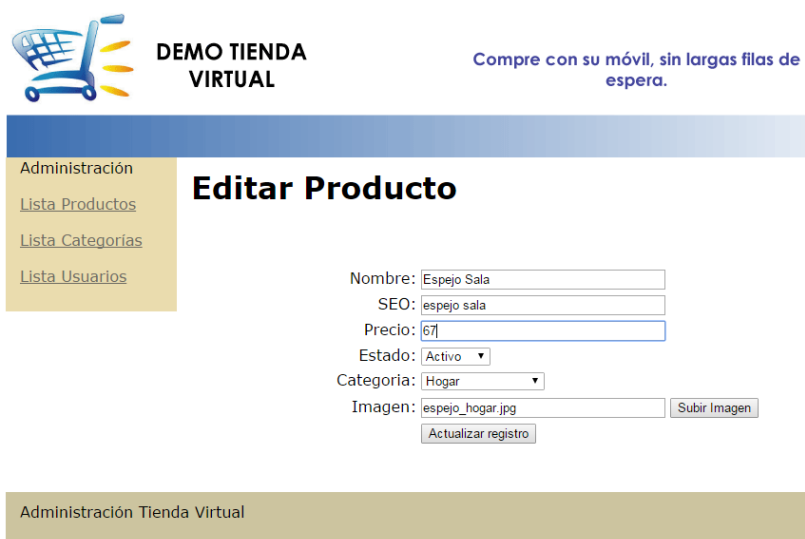 DEMO TIENDA
VIRTUAL
Compre con su móvil, sin largas filas de
espera.
Administración
Lista Productos
Lista Categorías
Lista Usuarios
Editar Producto
Nombre: Espejo Sala
SEO: espejo sala
Precio: 67
Estado: Activo
Categoria: Hogar
Imagen: espejo_hogar.jpg Subir Imagen
Actualizar registro
Administración Tienda Virtual